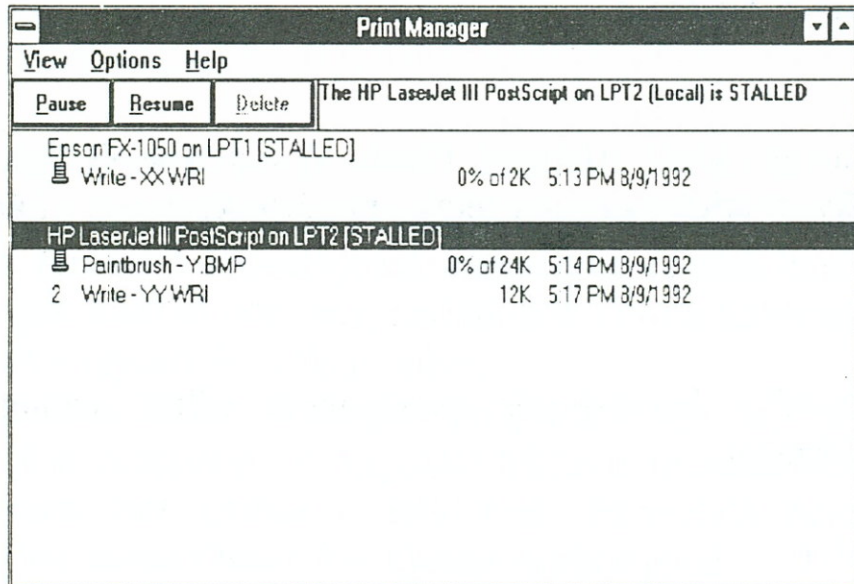 Print Manager
View Options Help
Pause Resume Delete The HP LaserJet III PostScript on LPT2 (Local) is STALLED
Epson FX-1050 on LPT1 [STALLED]
Write - XX.WRI 0% of 2K 5:13 PM 8/9/1992
HP LaserJet III PostScript on LPT2 [STALLED]
Paintbrush - Y.BMP 0% of 24K 5:14 PM 8/9/1992
2 Write - YY.WRI 12K 5:17 PM 8/9/1992